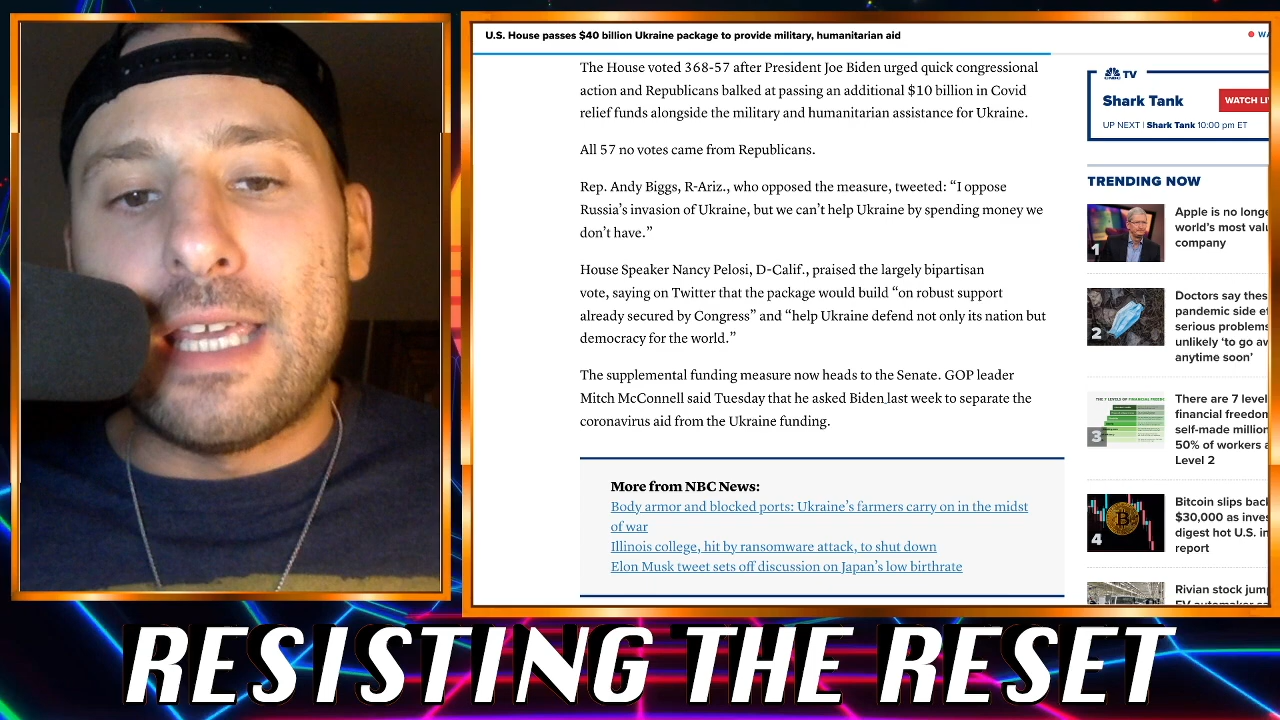 U.S. House passes $40 billion Ukraine package to provide military, humanitarian aid
WA
The House voted 368-57 after President Joe Biden urged quick congressional
action and Republicans balked at passing an additional $10 billion in Covid
relief funds alongside the military and humanitarian assistance for Ukraine.
All 57 no votes came from Republicans.
Rep. Andy Biggs, R-Ariz., who opposed the measure, tweeted: “I oppose
Russia’s invasion of Ukraine, but we can’t help Ukraine by spending money we
don’t have.”
House Speaker Nancy Pelosi, D-Calif., praised the largely bipartisan
vote, saying on Twitter that the package would build “on robust support
already secured by Congress” and “help Ukraine defend not only its nation but
democracy for the world.”
The supplemental funding measure now heads to the Senate. GOP leader
Mitch McConnell said Tuesday that he asked Biden last week to separate the
coronavirus aid from the Ukraine funding.
More from NBC News:
Body armor and blocked ports: Ukraine’s farmers carry on in the midst
of war
Illinois college, hit by ransomware attack, to shut down
Elon Musk tweet sets off discussion on Japan’s low birthrate
TV
Shark Tank
WATCH LI
UP NEXT | Shark Tank 10:00 pm ET
TRENDING NOW
1
Apple is no longe
world’s most valu
company
2
Doctors say thes
pandemic side ef
serious problems
unlikely ‘to go aw
anytime soon’
3
There are 7 level
financial freedom
self-made million
50% of workers a
Level 2
4
Bitcoin slips back
$30,000 as inves
digest hot U.S. in
report
Rivian stock jump
RESISTING THE RESET